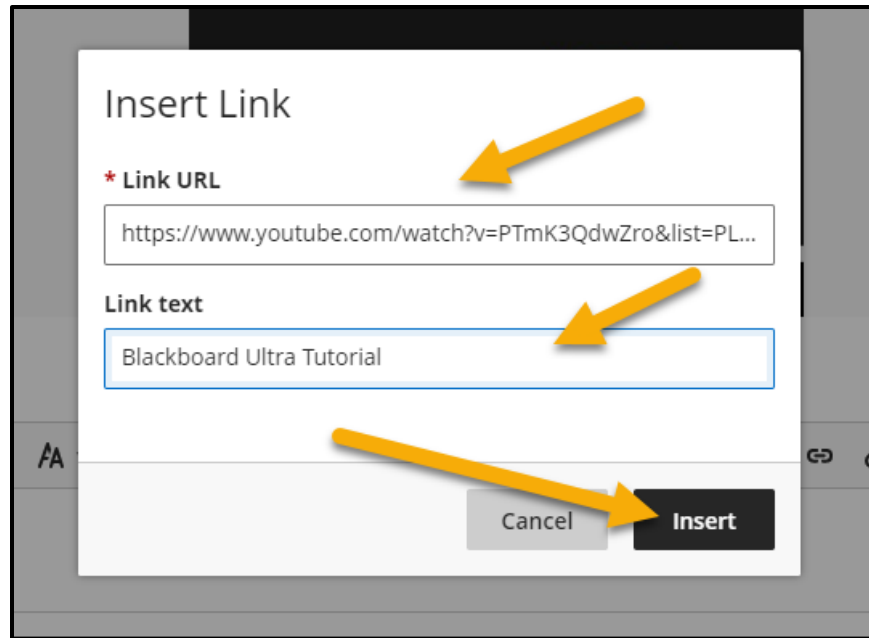 Insert Link
* Link URL
https://www.youtube.com/watch?v=PTmK3QdwZro&list=PL...
Link text
Blackboard Ultra Tutorial
Cancel
Insert